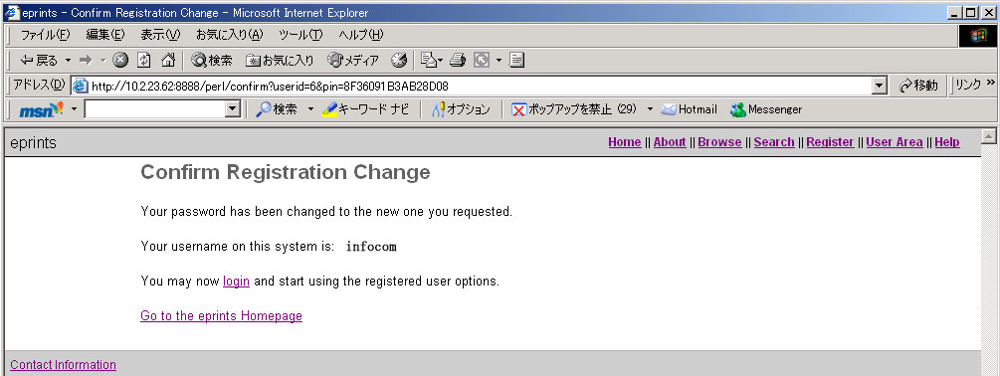 eprints - Confirm Registration Change - Microsoft Internet Explorer
ファイル(F) 編集(E) 表示(V) お気に入り(A) ツール(T) ヘルプ(H)
戻る 検索 お気に入り メディア
アドレス(D) http://10.2.23.62:8888/perl/confirm?userid=6&pin=8F36091B3AB28D08 移動 リンク »
msn 検索 キーワード ナビ オプション ポップアップを禁止 (29) Hotmail Messenger
eprints Home || About || Browse || Search || Register || User Area || Help
Confirm Registration Change
Your password has been changed to the new one you requested.
Your username on this system is: infocom
You may now login and start using the registered user options.
Go to the eprints Homepage
Contact Information